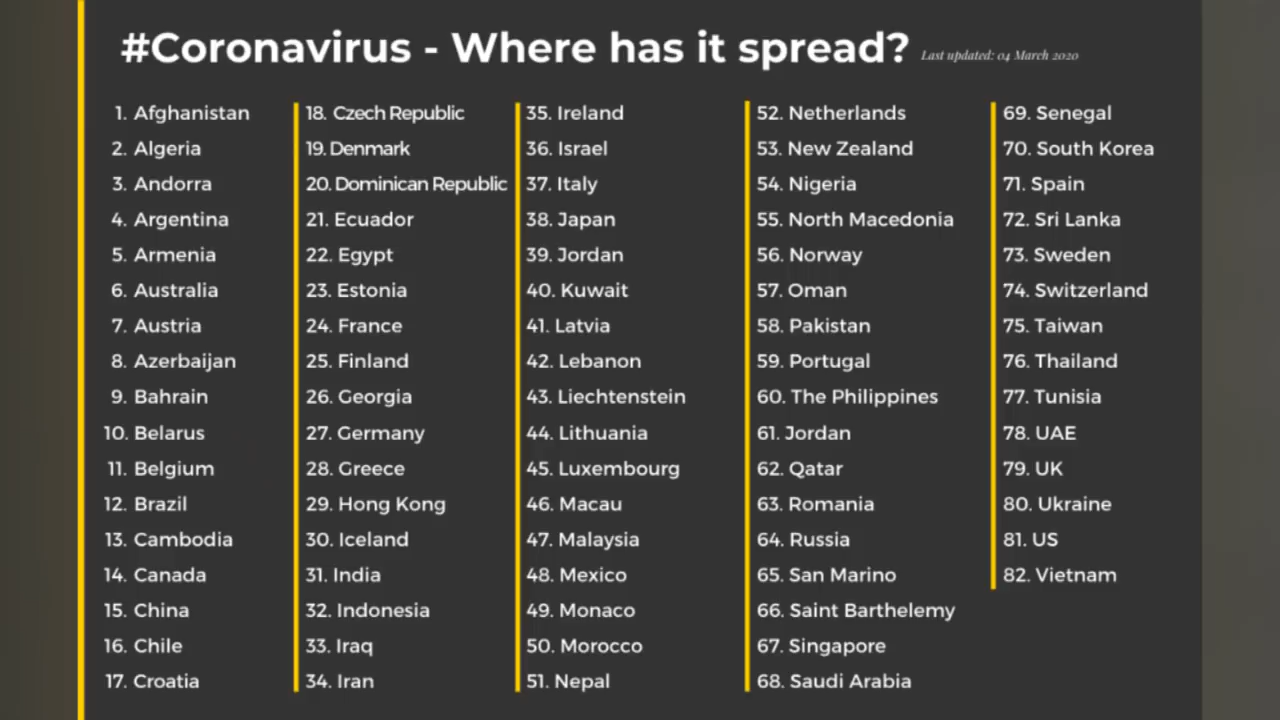 #Coronavirus - Where has it spread? Last updated: 04 March 2020
1. Afghanistan
2. Algeria
3. Andorra
4. Argentina
5. Armenia
6. Australia
7. Austria
8. Azerbaijan
9. Bahrain
10. Belarus
11. Belgium
12. Brazil
13. Cambodia
14. Canada
15. China
16. Chile
17. Croatia
18. Czech Republic
19. Denmark
20. Dominican Republic
21. Ecuador
22. Egypt
23. Estonia
24. France
25. Finland
26. Georgia
27. Germany
28. Greece
29. Hong Kong
30. Iceland
31. India
32. Indonesia
33. Iraq
34. Iran
35. Ireland
36. Israel
37. Italy
38. Japan
39. Jordan
40. Kuwait
41. Latvia
42. Lebanon
43. Liechtenstein
44. Lithuania
45. Luxembourg
46. Macau
47. Malaysia
48. Mexico
49. Monaco
50. Morocco
51. Nepal
52. Netherlands
53. New Zealand
54. Nigeria
55. North Macedonia
56. Norway
57. Oman
58. Pakistan
59. Portugal
60. The Philippines
61. Jordan
62. Qatar
63. Romania
64. Russia
65. San Marino
66. Saint Barthelemy
67. Singapore
68. Saudi Arabia
69. Senegal
70. South Korea
71. Spain
72. Sri Lanka
73. Sweden
74. Switzerland
75. Taiwan
76. Thailand
77. Tunisia
78. UAE
79. UK
80. Ukraine
81. US
82. Vietnam